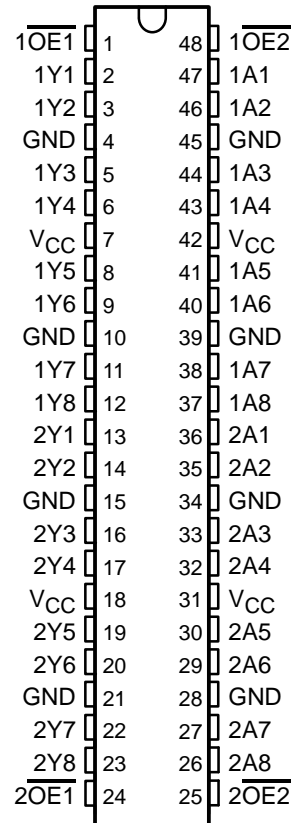 1OE1 1 48 1OE2
1Y1 2 47 1A1
1Y2 3 46 1A2
GND 4 45 GND
1Y3 5 44 1A3
1Y4 6 43 1A4
VCC 7 42 VCC
1Y5 8 41 1A5
1Y6 9 40 1A6
GND 10 39 GND
1Y7 11 38 1A7
1Y8 12 37 1A8
2Y1 13 36 2A1
2Y2 14 35 2A2
GND 15 34 GND
2Y3 16 33 2A3
2Y4 17 32 2A4
VCC 18 31 VCC
2Y5 19 30 2A5
2Y6 20 29 2A6
GND 21 28 GND
2Y7 22 27 2A7
2Y8 23 26 2A8
2OE1 24 25 2OE2